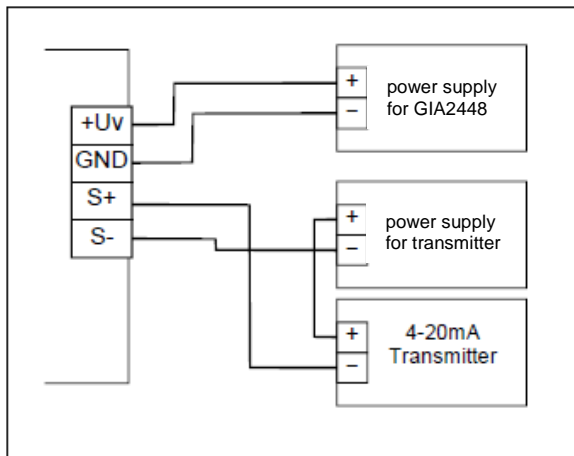 +Uv
GND
S+
S-
+
−
power supply
for GIA2448
+
−
power supply
for transmitter
+
−
4-20mA
Transmitter